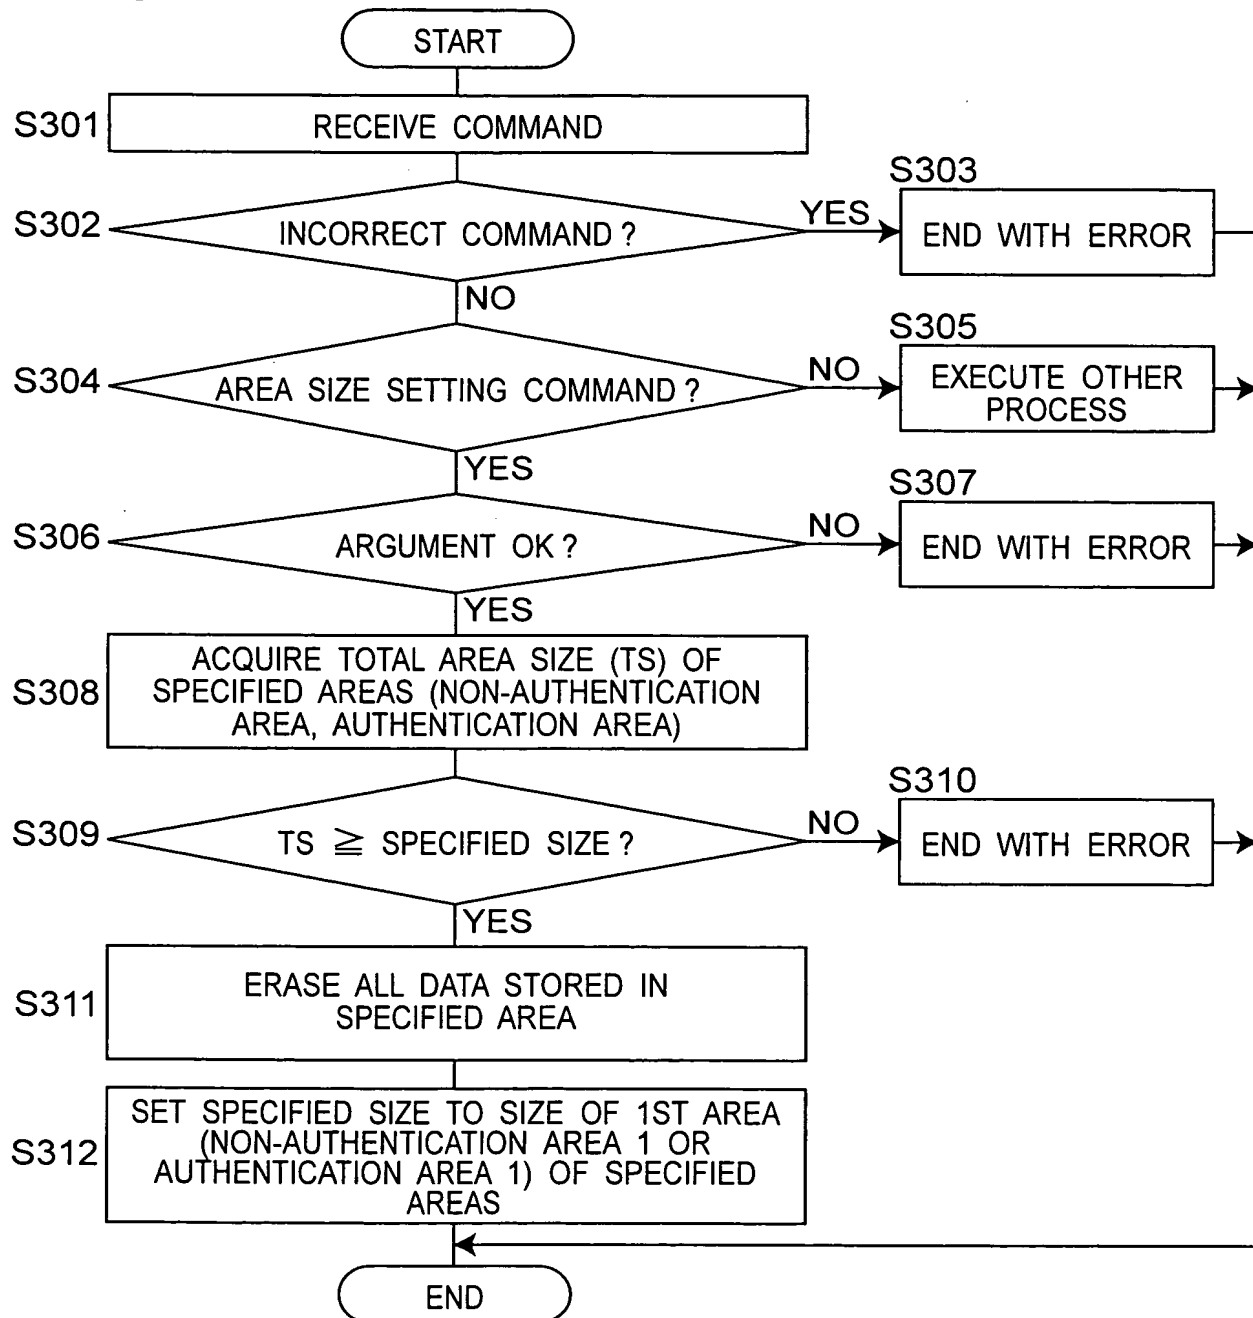 START
S301
RECEIVE COMMAND
S302
INCORRECT COMMAND ?
YES
S303
END WITH ERROR
NO
S304
AREA SIZE SETTING COMMAND ?
NO
S305
EXECUTE OTHER
PROCESS
YES
S306
ARGUMENT OK ?
NO
S307
END WITH ERROR
YES
S308
ACQUIRE TOTAL AREA SIZE (TS) OF
SPECIFIED AREAS (NON-AUTHENTICATION
AREA, AUTHENTICATION AREA)
S309
TS ≧ SPECIFIED SIZE ?
NO
S310
END WITH ERROR
YES
S311
ERASE ALL DATA STORED IN
SPECIFIED AREA
S312
SET SPECIFIED SIZE TO SIZE OF 1ST AREA
(NON-AUTHENTICATION AREA 1 OR
AUTHENTICATION AREA 1) OF SPECIFIED
AREAS
END